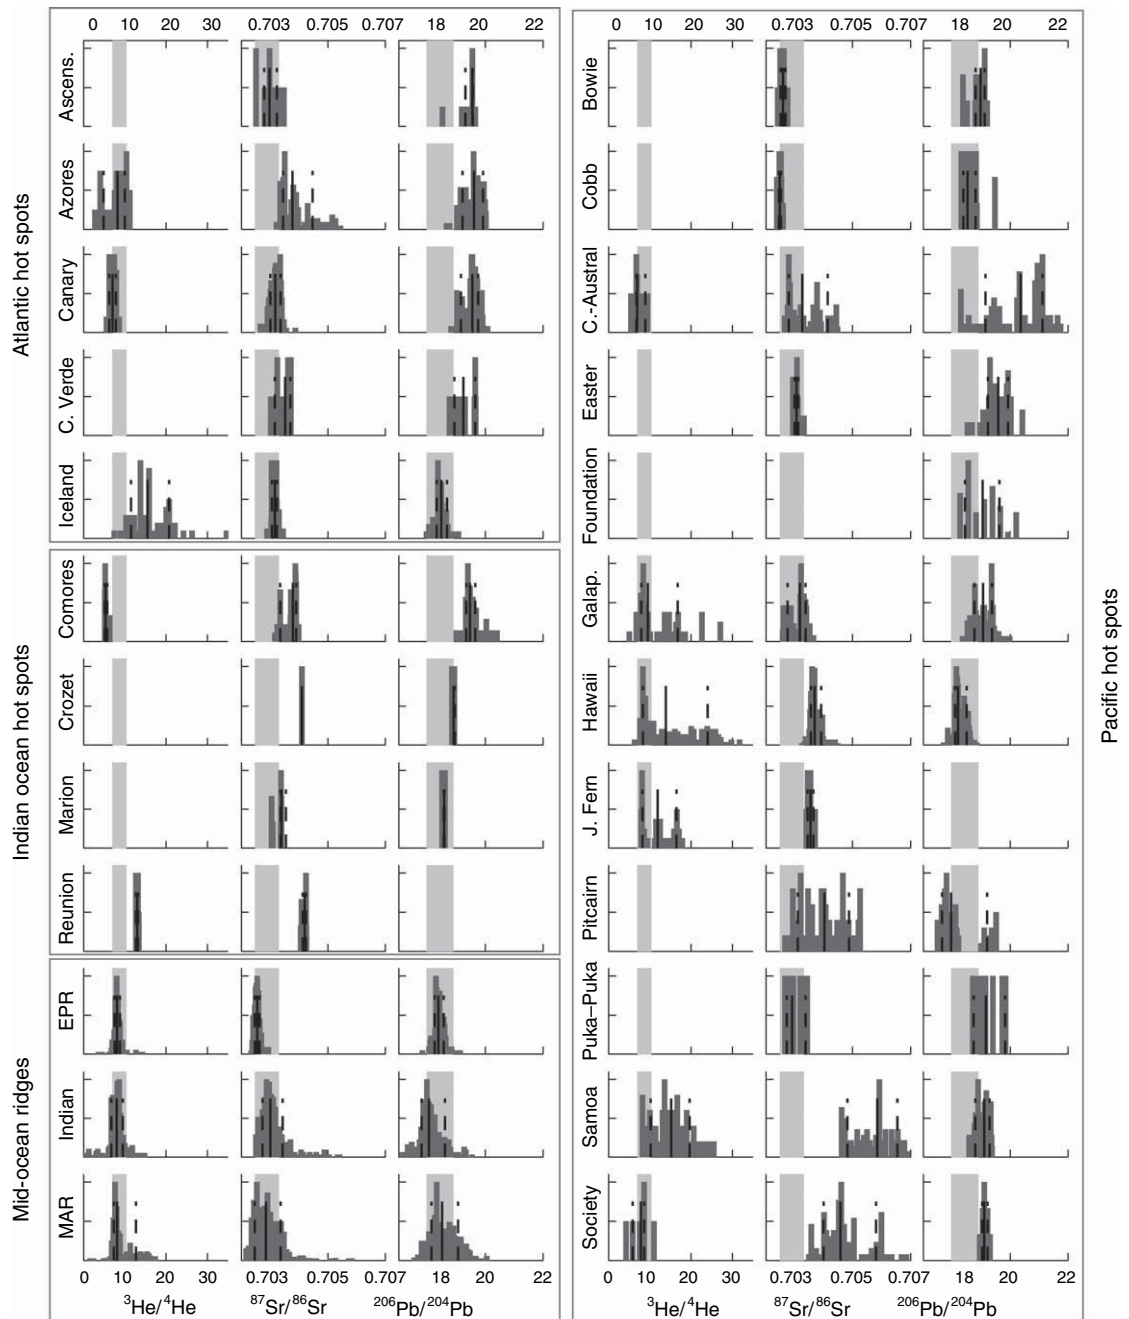 0 10 20 30 0.703 0.705 0.707 18 20 22
0 10 20 30 0.703 0.705 0.707 18 20 22
Atlantic hot spots
Ascens.
Azores
Canary
C. Verde
Iceland
Indian ocean hot spots
Comores
Crozet
Marion
Reunion
Mid-ocean ridges
EPR
Indian
MAR
0 10 20 30 0.703 0.705 0.707 18 20 22
³He/⁴He ⁸⁷Sr/⁸⁶Sr ²⁰⁶Pb/²⁰⁴Pb
Bowie
Cobb
C.-Austral
Easter
Foundation
Galap.
Hawaii
J. Fern
Pitcairn
Puka–Puka
Samoa
Society
Pacific hot spots
0 10 20 30 0.703 0.705 0.707 18 20 22
³He/⁴He ⁸⁷Sr/⁸⁶Sr ²⁰⁶Pb/²⁰⁴Pb